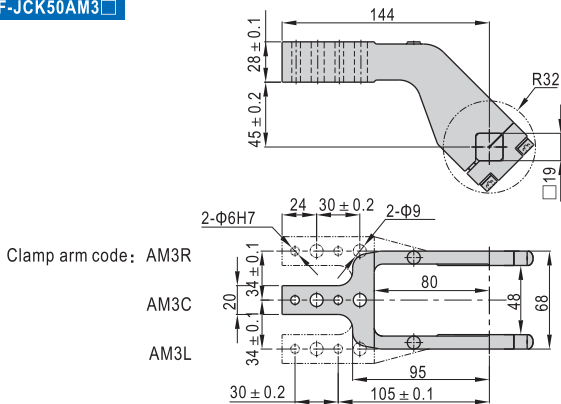 F-JCK50AM3□
144
28±0.1
45±0.2
R32
□19
24
30±0.2
2-Φ6H7
2-Φ9
Clamp arm code: AM3R
AM3C
AM3L
34±0.1
20
34±0.1
80
48
68
95
30±0.2
105±0.1